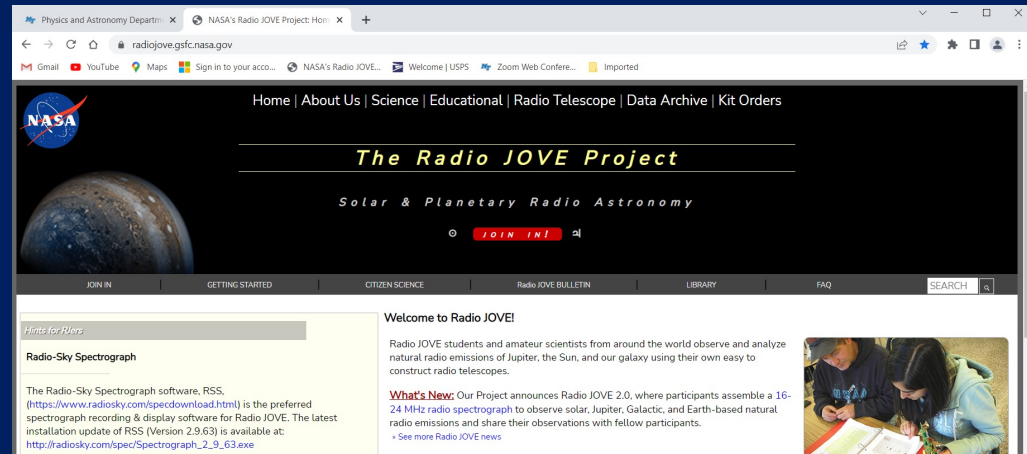 Physics and Astronomy Departm
NASA's Radio JOVE Project: Hom
radiojove.gsfc.nasa.gov
Gmail YouTube Maps Sign in to your acco... NASA's Radio JOVE... Welcome | USPS Zoom Web Confere... Imported
NASA
Home | About Us | Science | Educational | Radio Telescope | Data Archive | Kit Orders
The Radio JOVE Project
Solar & Planetary Radio Astronomy
☉ JOIN IN! ♃
JOIN IN | GETTING STARTED | CITIZEN SCIENCE | Radio JOVE BULLETIN | LIBRARY | FAQ
SEARCH
Hints for RJers
Radio-Sky Spectrograph
The Radio-Sky Spectrograph software, RSS,
(https://www.radiosky.com/specdownload.html) is the preferred
spectrograph recording & display software for Radio JOVE. The latest
installation update of RSS (Version 2.9.63) is available at:
http://radiosky.com/spec/Spectrograph_2_9_63.exe
Welcome to Radio JOVE!
Radio JOVE students and amateur scientists from around the world observe and analyze
natural radio emissions of Jupiter, the Sun, and our galaxy using their own easy to
construct radio telescopes.
What's New: Our Project announces Radio JOVE 2.0, where participants assemble a 16-
24 MHz radio spectrograph to observe solar, Jupiter, Galactic, and Earth-based natural
radio emissions and share their observations with fellow participants.
» See more Radio JOVE news